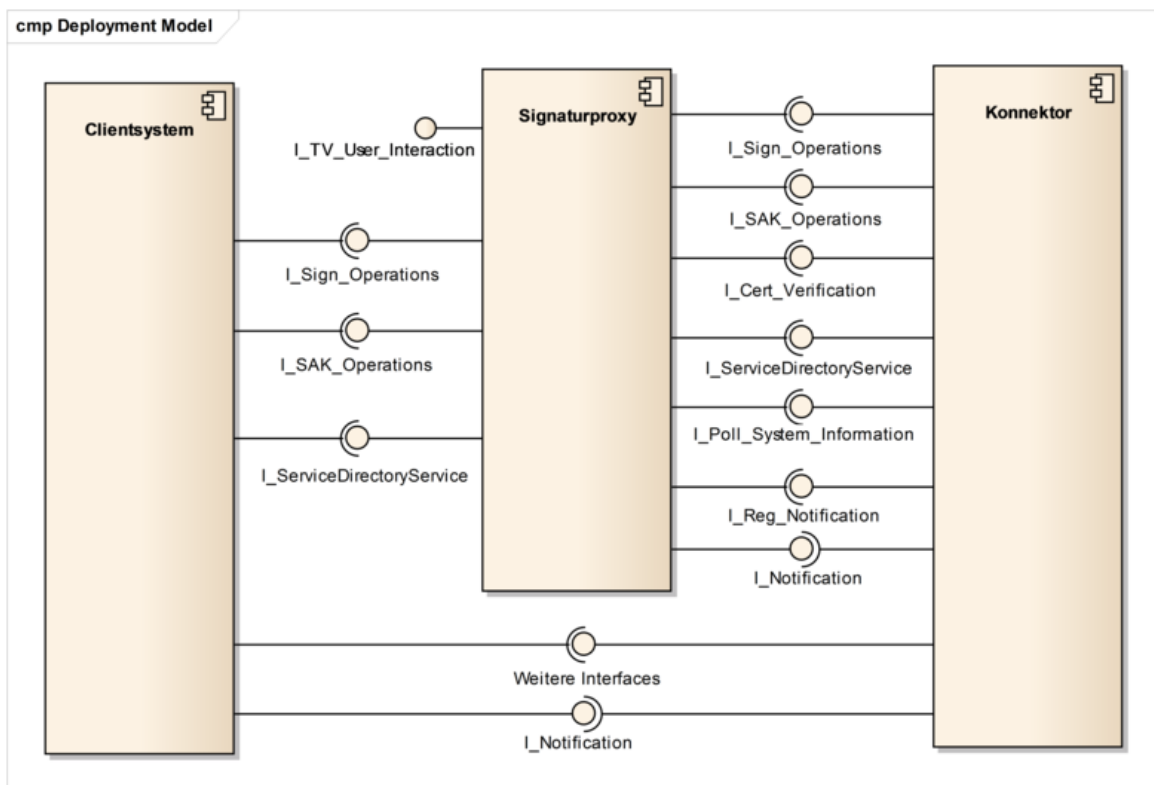 cmp Deployment Model
Clientsystem
Signaturproxy
Konnektor
I_TV_User_Interaction
I_Sign_Operations
I_SAK_Operations
I_ServiceDirectoryService
I_Sign_Operations
I_SAK_Operations
I_Cert_Verification
I_ServiceDirectoryService
I_Poll_System_Information
I_Reg_Notification
I_Notification
Weitere Interfaces
I_Notification